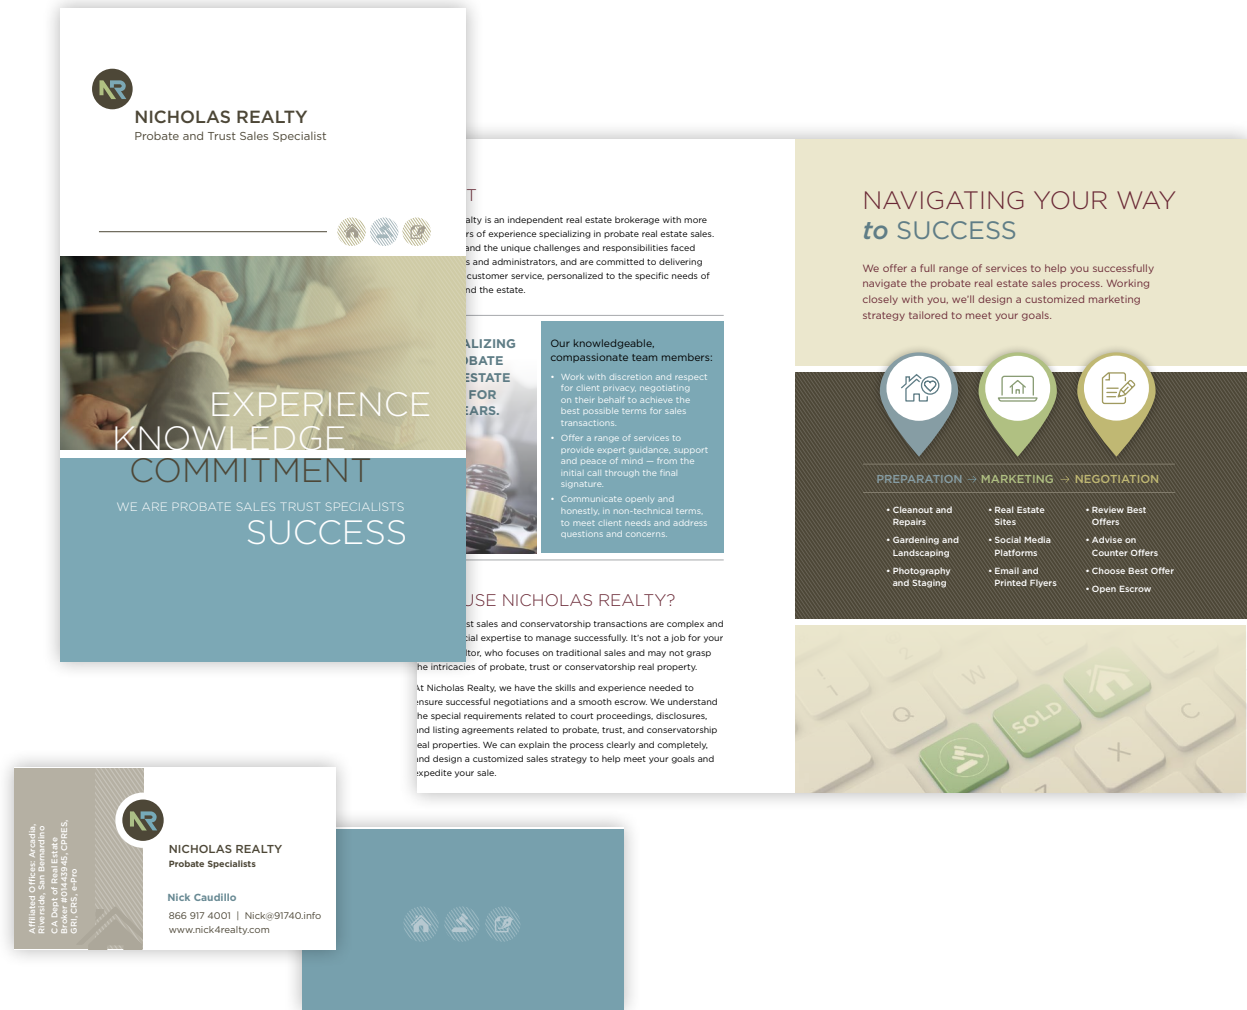 NR
NICHOLAS REALTY
Probate and Trust Sales Specialist
EXPERIENCE
KNOWLEDGE
COMMITMENT
WE ARE PROBATE SALES TRUST SPECIALISTS
SUCCESS
T
alty is an independent real estate brokerage with more
rs of experience specializing in probate real estate sales.
and the unique challenges and responsibilities faced
s and administrators, and are committed to delivering
customer service, personalized to the specific needs of
nd the estate.
ALIZING
OBATE
ESTATE
FOR
EARS.
Our knowledgeable,
compassionate team members:
• Work with discretion and respect
for client privacy, negotiating
on their behalf to achieve the
best possible terms for sales
transactions.
• Offer a range of services to
provide expert guidance, support
and peace of mind — from the
initial call through the final
signature.
• Communicate openly and
honestly, in non-technical terms,
to meet client needs and address
questions and concerns.
USE NICHOLAS REALTY?
st sales and conservatorship transactions are complex and
cial expertise to manage successfully. It's not a job for your
ltor, who focuses on traditional sales and may not grasp
he intricacies of probate, trust or conservatorship real property.
At Nicholas Realty, we have the skills and experience needed to
ensure successful negotiations and a smooth escrow. We understand
he special requirements related to court proceedings, disclosures,
and listing agreements related to probate, trust, and conservatorship
eal properties. We can explain the process clearly and completely,
and design a customized sales strategy to help meet your goals and
expedite your sale.
NAVIGATING YOUR WAY
to SUCCESS
We offer a full range of services to help you successfully
navigate the probate real estate sales process. Working
closely with you, we'll design a customized marketing
strategy tailored to meet your goals.
PREPARATION → MARKETING → NEGOTIATION
• Cleanout and
Repairs
• Gardening and
Landscaping
• Photography
and Staging
• Real Estate
Sites
• Social Media
Platforms
• Email and
Printed Flyers
• Review Best
Offers
• Advise on
Counter Offers
• Choose Best Offer
• Open Escrow
1
2
W
Q
SOLD
C
X
Z
?
Affiliated Offices: Arcadia,
Riverside, San Bernardino
CA Dept of Real Estate
Broker #01443945, CPRES,
GRI, CRS, e-Pro
NR
NICHOLAS REALTY
Probate Specialists
Nick Caudillo
866 917 4001 | Nick@91740.info
www.nick4realty.com